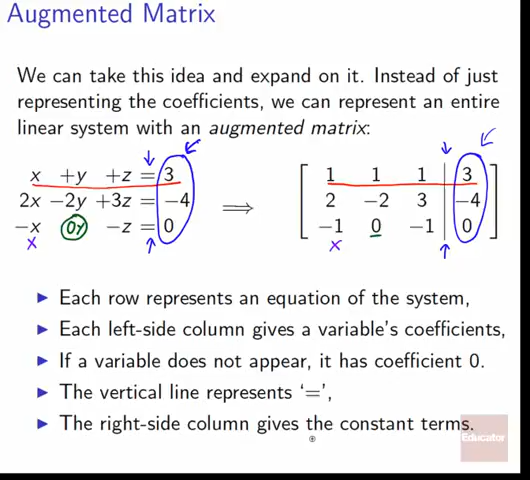 Augmented Matrix
We can take this idea and expand on it. Instead of just
representing the coefficients, we can represent an entire
linear system with an augmented matrix:
x +y +z = 3
2x −2y +3z = −4
−x 0y −z = 0
x
⟹
1 1 1 | 3
2 −2 3 | −4
−1 0 −1 | 0
x
▶ Each row represents an equation of the system,
▶ Each left-side column gives a variable's coefficients,
▶ If a variable does not appear, it has coefficient 0.
▶ The vertical line represents ‘=’,
▶ The right-side column gives the constant terms.
Educator